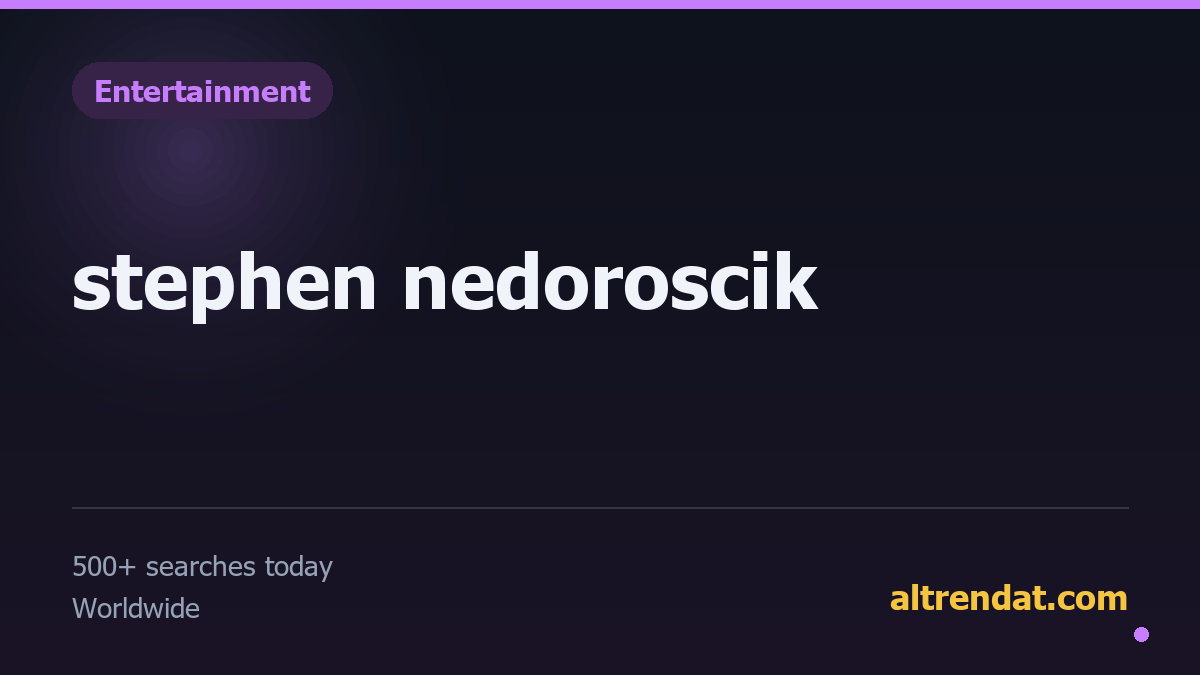 Entertainment
stephen nedoroscik
500+ searches today
Worldwide
altrendat.com